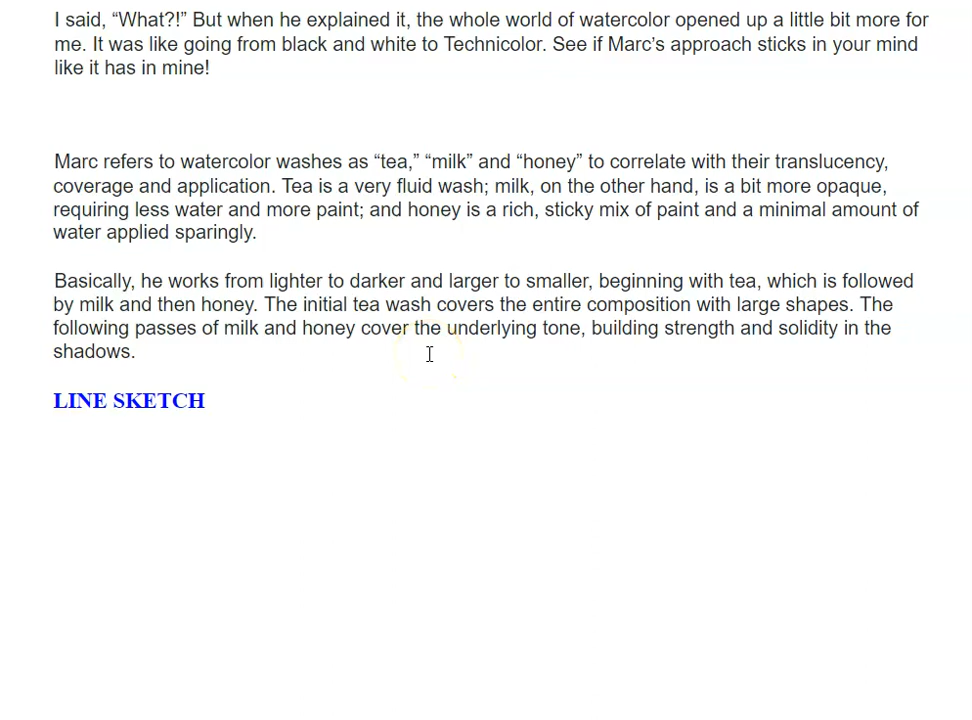 I said, “What?!” But when he explained it, the whole world of watercolor opened up a little bit more for
me. It was like going from black and white to Technicolor. See if Marc’s approach sticks in your mind
like it has in mine!
Marc refers to watercolor washes as “tea,” “milk” and “honey” to correlate with their translucency,
coverage and application. Tea is a very fluid wash; milk, on the other hand, is a bit more opaque,
requiring less water and more paint; and honey is a rich, sticky mix of paint and a minimal amount of
water applied sparingly.
Basically, he works from lighter to darker and larger to smaller, beginning with tea, which is followed
by milk and then honey. The initial tea wash covers the entire composition with large shapes. The
following passes of milk and honey cover the underlying tone, building strength and solidity in the
shadows.
LINE SKETCH